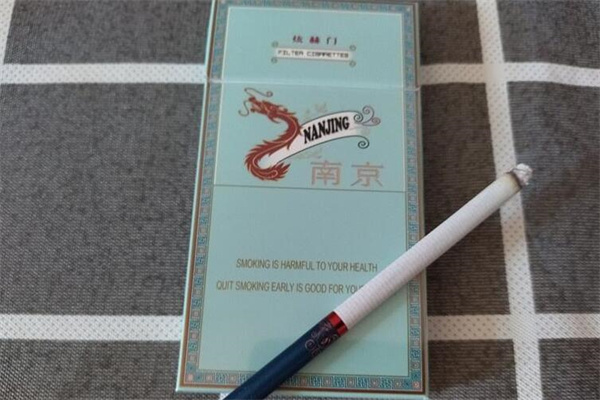 炫赫门
FILTER CIGARETTES
NANJING
南京
SMOKING IS HARMFUL TO YOUR HEALTH
QUIT SMOKING EARLY IS GOOD FOR